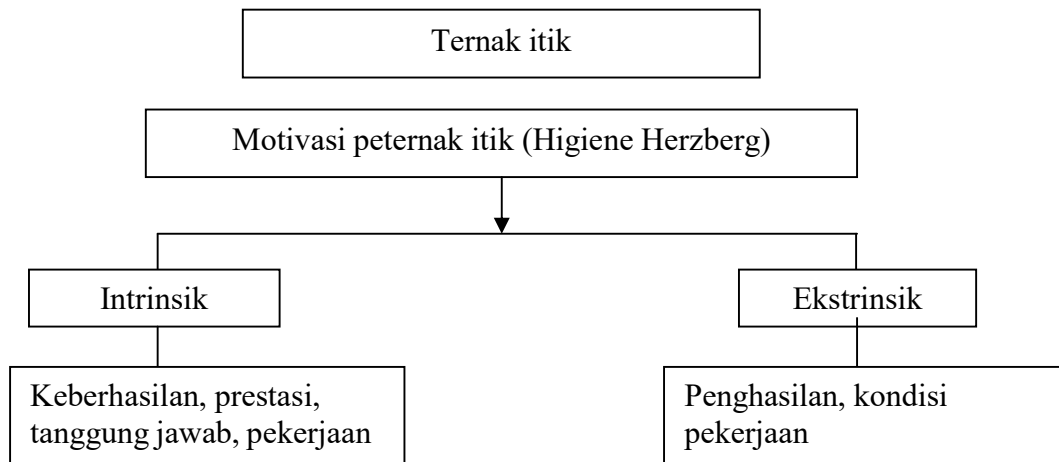 Ternak itik
Motivasi peternak itik (Higiene Herzberg)
Intrinsik
Ekstrinsik
Keberhasilan, prestasi,
tanggung jawab, pekerjaan
Penghasilan, kondisi
pekerjaan